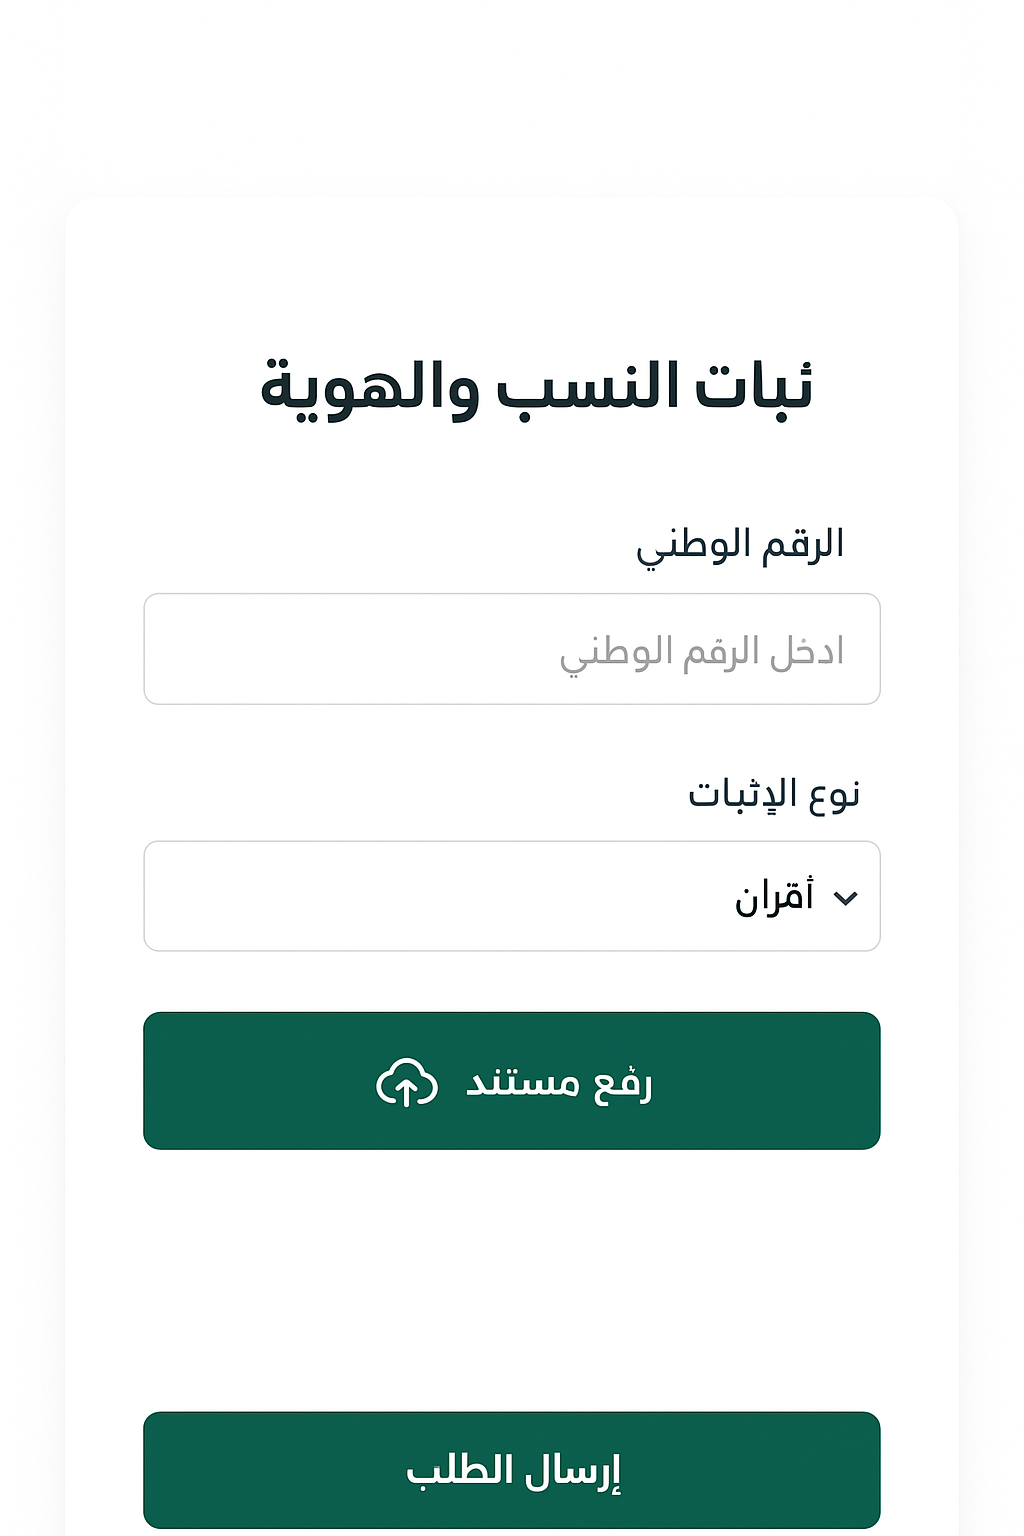 ثبات النسب والهوية
الرقم الوطني
ادخل الرقم الوطني
نوع الإثبات
أقران
رفع مستند
إرسال الطلب